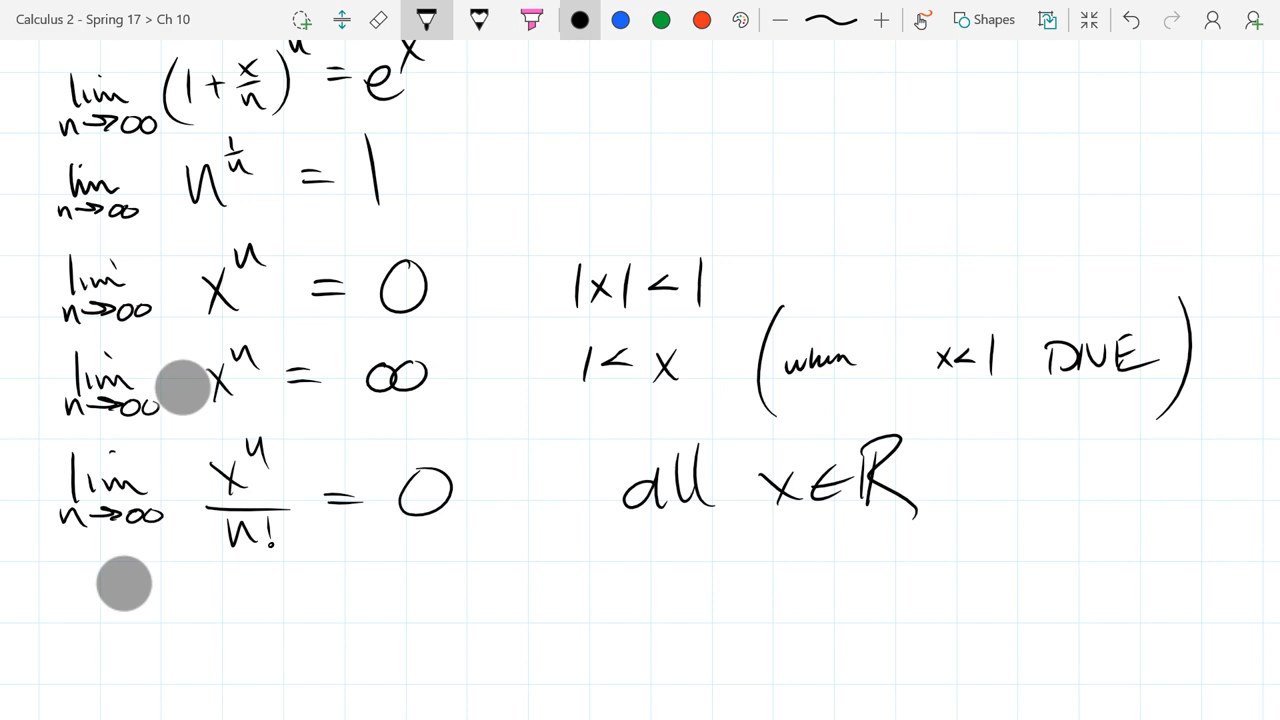 Calculus 2 - Spring 17 > Ch 10
Shapes
lim n→∞ (1 + x/n)^n = e^x
lim n→∞ n^(1/n) = 1
lim n→∞ x^n = 0 |x| < 1
lim n→∞ x^n = ∞ 1 < x (when x<1 DNE)
lim n→∞ x^n/n! = 0 all x∈ℝ